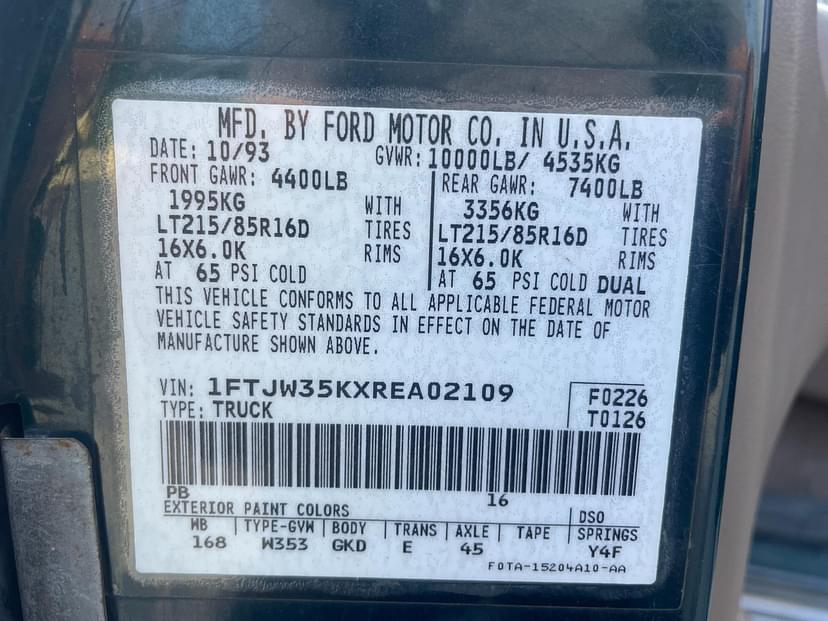 MFD. BY FORD MOTOR CO. IN U.S.A.
DATE: 10/93 GVWR: 10000LB/ 4535KG
FRONT GAWR: 4400LB REAR GAWR: 7400LB
1995KG WITH 3356KG WITH
LT215/85R16D TIRES LT215/85R16D TIRES
16X6.0K RIMS 16X6.0K RIMS
AT 65 PSI COLD AT 65 PSI COLD DUAL
THIS VEHICLE CONFORMS TO ALL APPLICABLE FEDERAL MOTOR
VEHICLE SAFETY STANDARDS IN EFFECT ON THE DATE OF
MANUFACTURE SHOWN ABOVE.
VIN: 1FTJW35KXREA02109 F0226
TYPE: TRUCK T0126
PB 16
EXTERIOR PAINT COLORS DSO
WB TYPE-GVW BODY TRANS AXLE TAPE SPRINGS
168 W353 GKD E 45 Y4F
F0TA-15204A10-AA